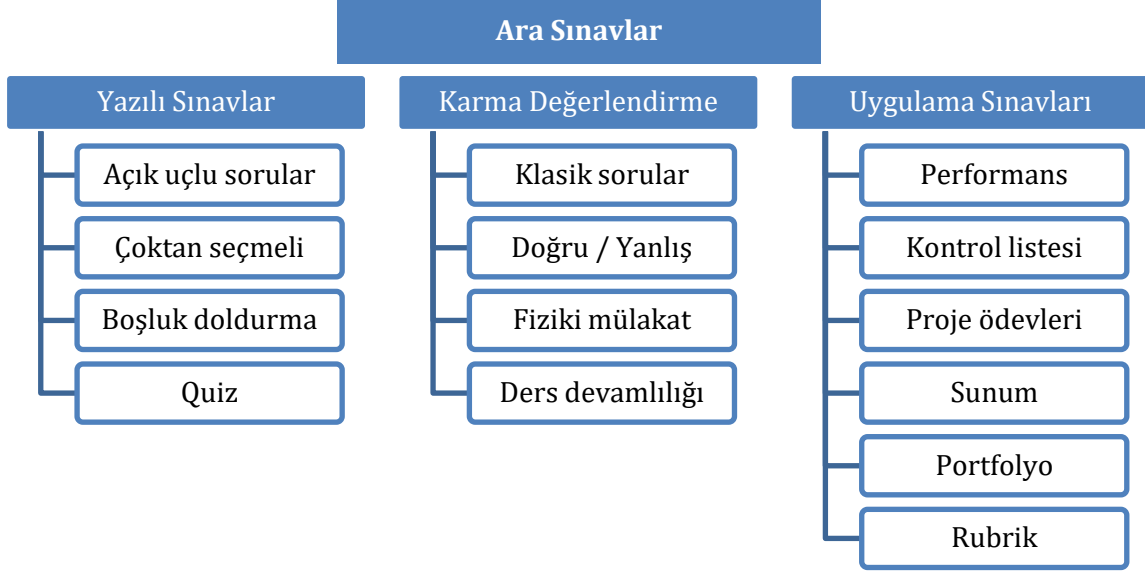 Ara Sınavlar
Yazılı Sınavlar
Açık uçlu sorular
Çoktan seçmeli
Boşluk doldurma
Quiz
Karma Değerlendirme
Klasik sorular
Doğru / Yanlış
Fiziki mülakat
Ders devamlılığı
Uygulama Sınavları
Performans
Kontrol listesi
Proje ödevleri
Sunum
Portfolyo
Rubrik